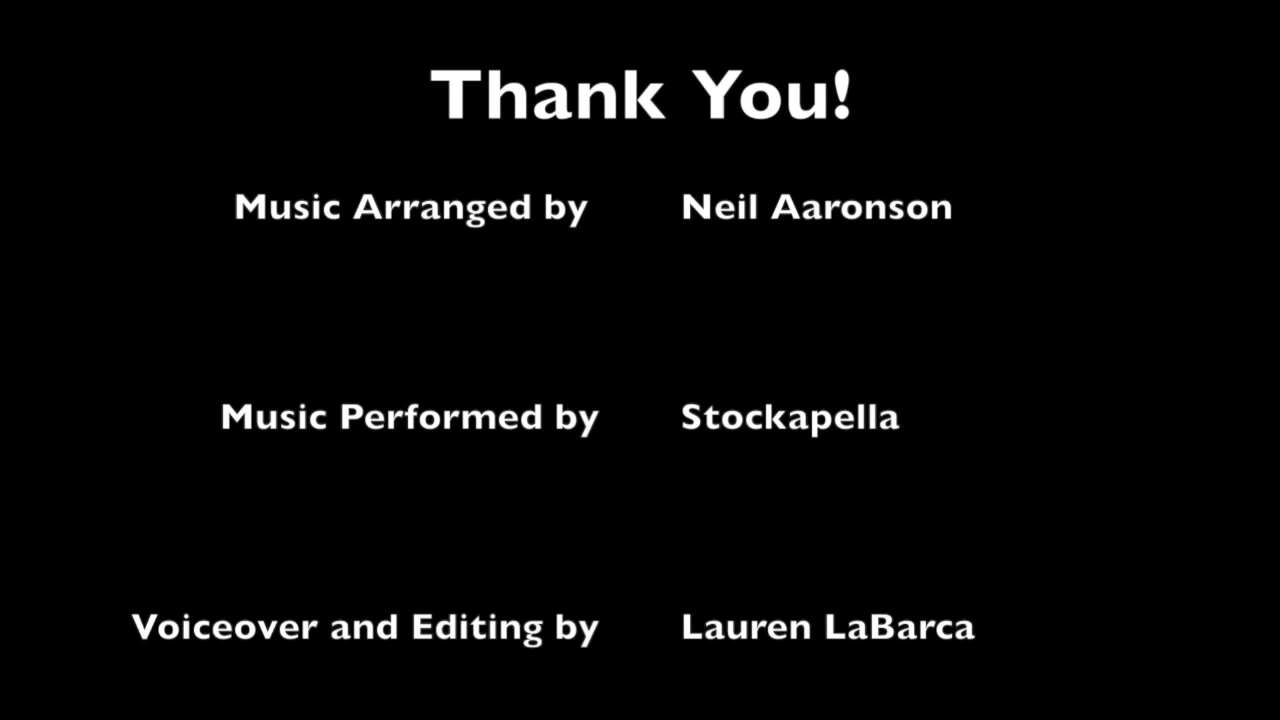 Thank You!
Music Arranged by Neil Aaronson
Music Performed by Stockapella
Voiceover and Editing by Lauren LaBarca